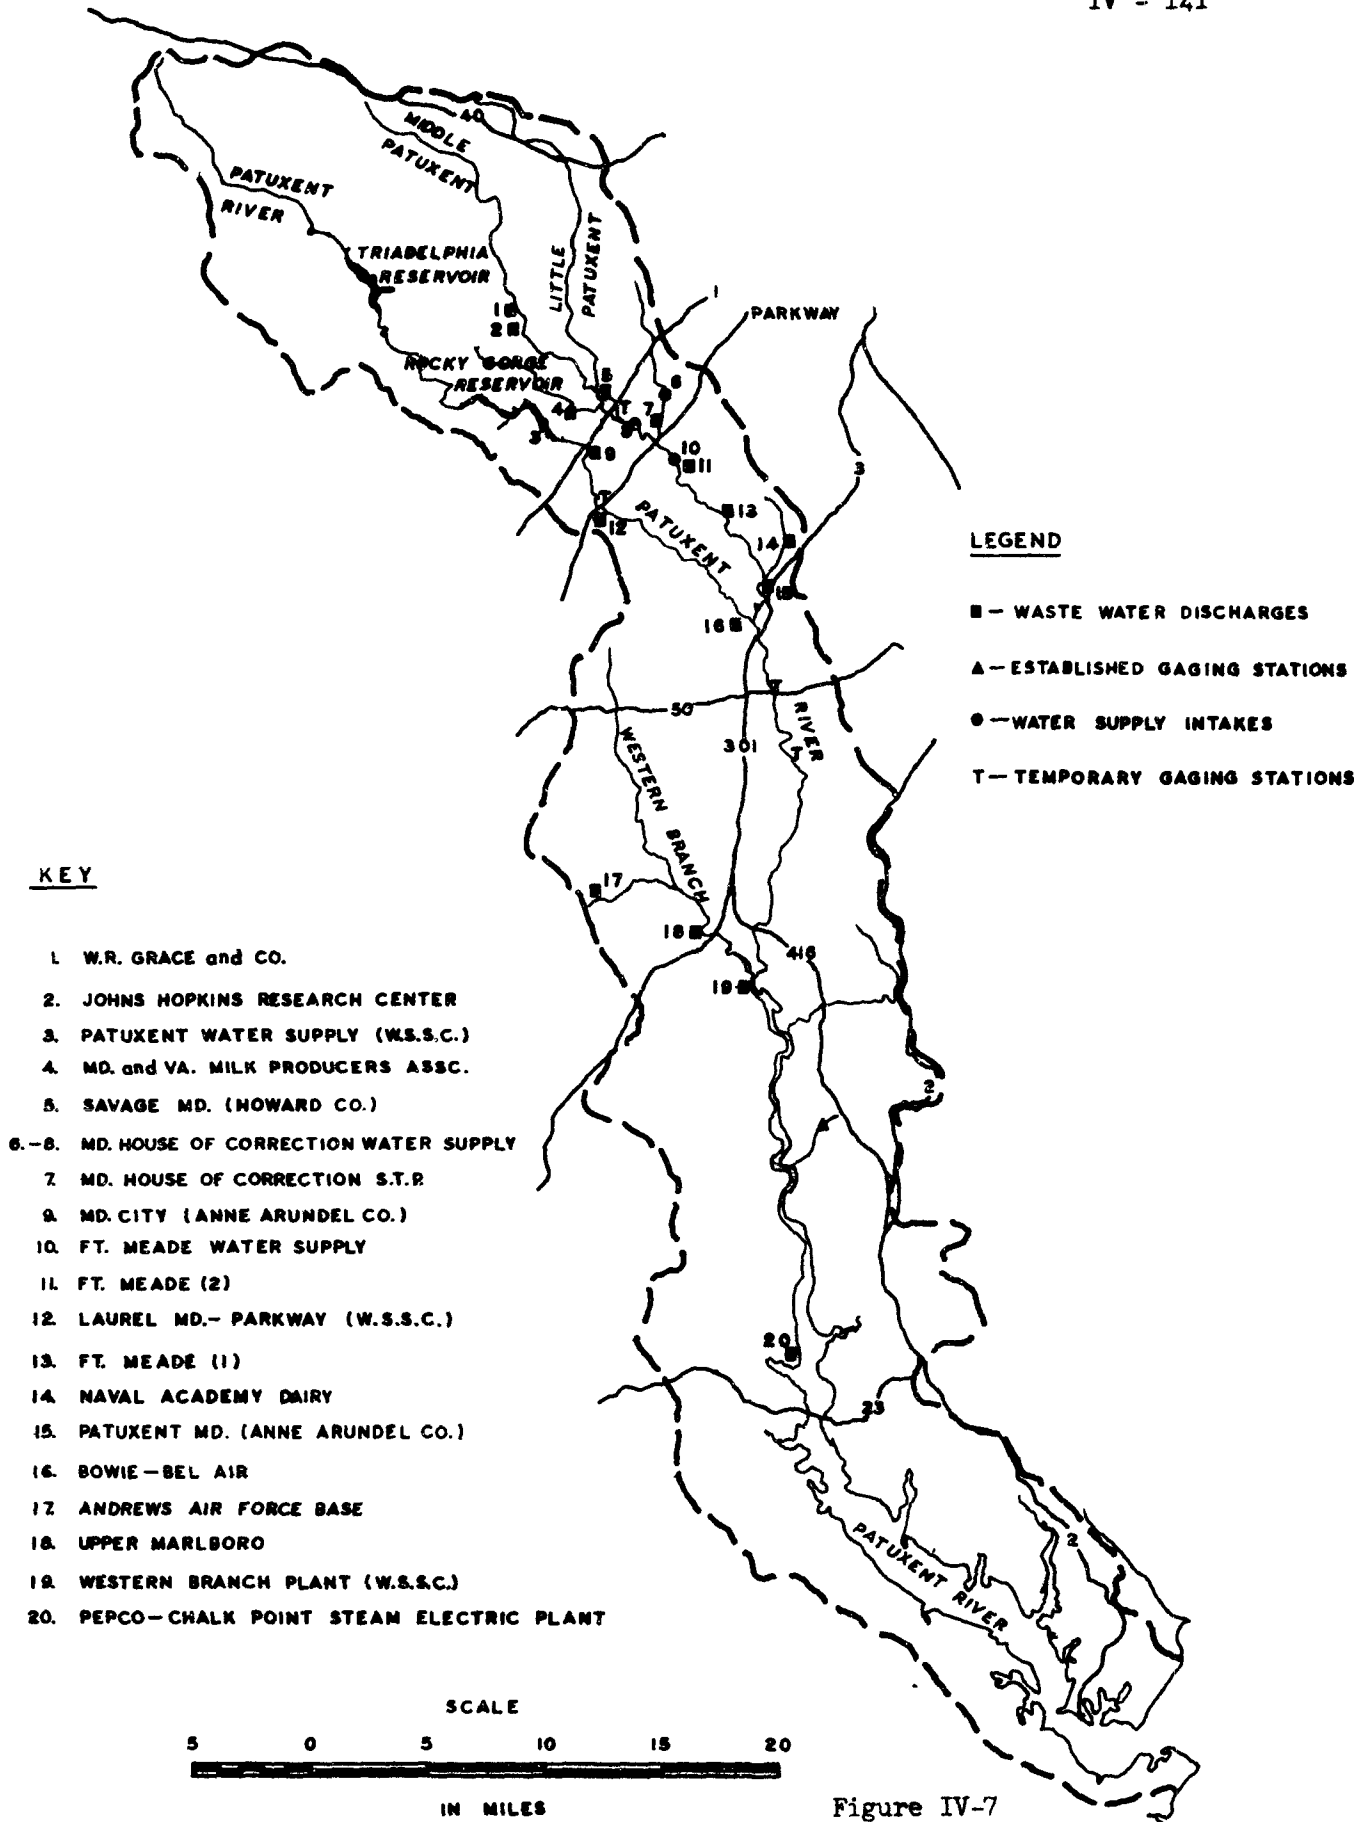 IV - 141
40
MIDDLE
PATUXENT
PATUXENT
RIVER
LITTLE
PATUXENT
TRIADELPHIA
RESERVOIR
1
PARKWAY
1
2
ROCKY GORGE
RESERVOIR
5
6
4
T
7
8
3
9
10
11
3
T
12
PATUXENT
13
14
15
16
LEGEND
■ — WASTE WATER DISCHARGES
▲ — ESTABLISHED GAGING STATIONS
● — WATER SUPPLY INTAKES
T — TEMPORARY GAGING STATIONS
50
T
RIVER
301
WESTERN BRANCH
17
18
416
19
2
20
23
PATUXENT RIVER
2
KEY
1. W.R. GRACE and CO.
2. JOHNS HOPKINS RESEARCH CENTER
3. PATUXENT WATER SUPPLY (W.S.S.C.)
4. MD. and VA. MILK PRODUCERS ASSC.
5. SAVAGE MD. (HOWARD CO.)
6.-8. MD. HOUSE OF CORRECTION WATER SUPPLY
7. MD. HOUSE OF CORRECTION S.T.P.
9. MD. CITY (ANNE ARUNDEL CO.)
10. FT. MEADE WATER SUPPLY
11. FT. MEADE (2)
12. LAUREL MD.- PARKWAY (W.S.S.C.)
13. FT. MEADE (1)
14. NAVAL ACADEMY DAIRY
15. PATUXENT MD. (ANNE ARUNDEL CO.)
16. BOWIE - BEL AIR
17. ANDREWS AIR FORCE BASE
18. UPPER MARLBORO
19. WESTERN BRANCH PLANT (W.S.S.C.)
20. PEPCO - CHALK POINT STEAM ELECTRIC PLANT
SCALE
5 0 5 10 15 20
IN MILES
Figure IV-7